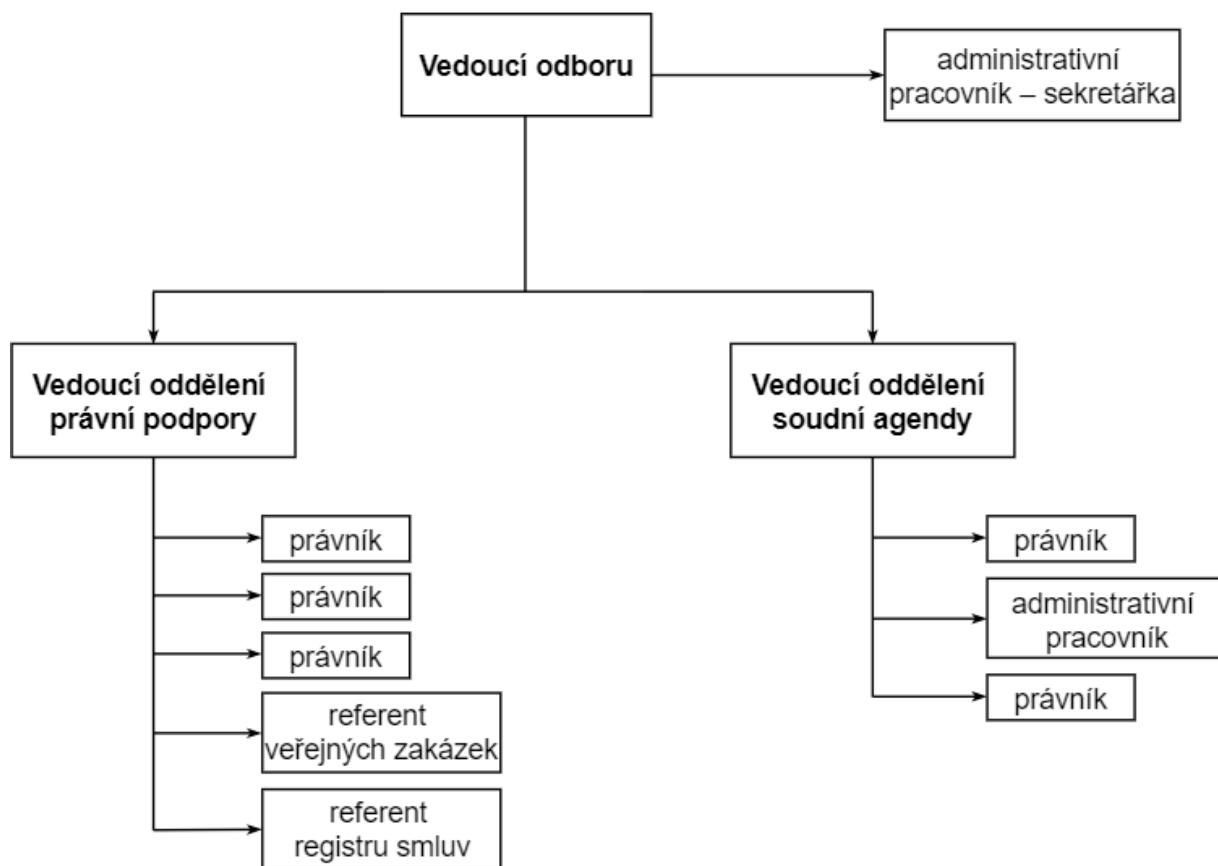 Vedoucí odboru
administrativní
pracovník – sekretářka
Vedoucí oddělení
právní podpory
právník
právník
právník
referent
veřejných zakázek
referent
registru smluv
Vedoucí oddělení
soudní agendy
právník
administrativní
pracovník
právník